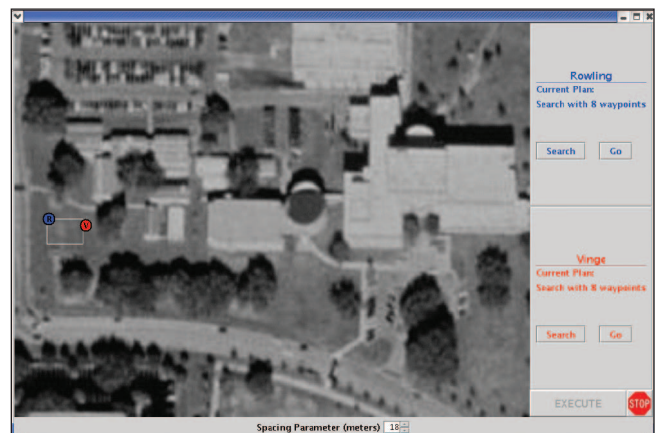 Rowling
Current Plan:
Search with 8 waypoints
Search Go
R
V
Vinge
Current Plan:
Search with 8 waypoints
Search Go
EXECUTE STOP
Spacing Parameter (meters) 18